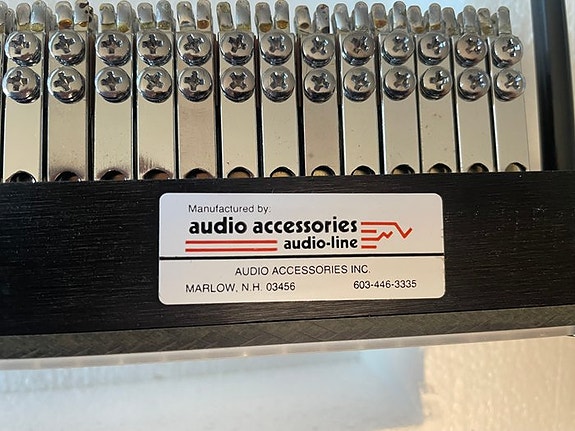 Manufactured by:
audio accessories
audio-line
AUDIO ACCESSORIES INC.
MARLOW, N.H. 03456 603-446-3335